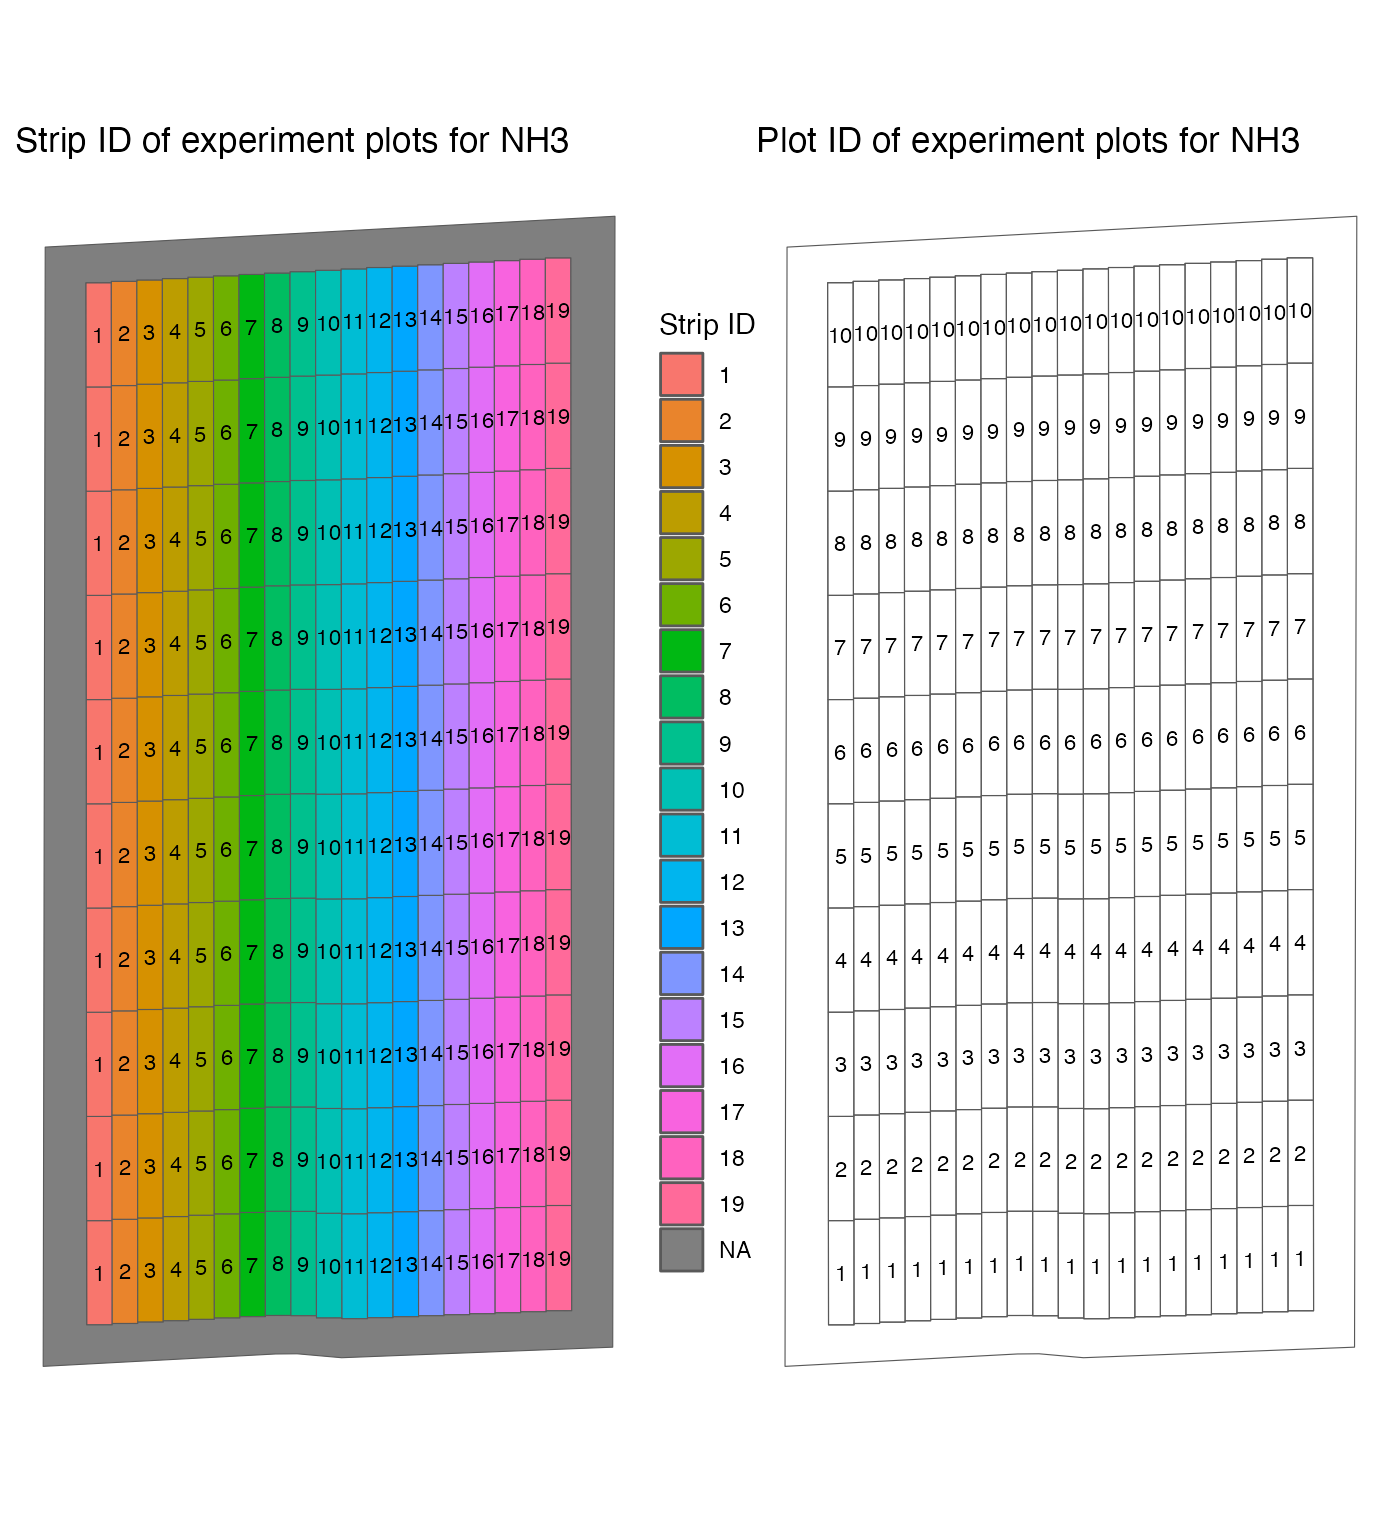 Strip ID of experiment plots for NH3
1 2 3 4 5 6 7 8 9 10 11 12 13 14 15 16 17 18 19
1 2 3 4 5 6 7 8 9 10 11 12 13 14 15 16 17 18 19
1 2 3 4 5 6 7 8 9 10 11 12 13 14 15 16 17 18 19
1 2 3 4 5 6 7 8 9 10 11 12 13 14 15 16 17 18 19
1 2 3 4 5 6 7 8 9 10 11 12 13 14 15 16 17 18 19
1 2 3 4 5 6 7 8 9 10 11 12 13 14 15 16 17 18 19
1 2 3 4 5 6 7 8 9 10 11 12 13 14 15 16 17 18 19
1 2 3 4 5 6 7 8 9 10 11 12 13 14 15 16 17 18 19
1 2 3 4 5 6 7 8 9 10 11 12 13 14 15 16 17 18 19
1 2 3 4 5 6 7 8 9 10 11 12 13 14 15 16 17 18 19
Strip ID
1
2
3
4
5
6
7
8
9
10
11
12
13
14
15
16
17
18
19
NA
Plot ID of experiment plots for NH3
10 10 10 10 10 10 10 10 10 10 10 10 10 10 10 10 10 10 10
9 9 9 9 9 9 9 9 9 9 9 9 9 9 9 9 9 9 9
8 8 8 8 8 8 8 8 8 8 8 8 8 8 8 8 8 8 8
7 7 7 7 7 7 7 7 7 7 7 7 7 7 7 7 7 7 7
6 6 6 6 6 6 6 6 6 6 6 6 6 6 6 6 6 6 6
5 5 5 5 5 5 5 5 5 5 5 5 5 5 5 5 5 5 5
4 4 4 4 4 4 4 4 4 4 4 4 4 4 4 4 4 4 4
3 3 3 3 3 3 3 3 3 3 3 3 3 3 3 3 3 3 3
2 2 2 2 2 2 2 2 2 2 2 2 2 2 2 2 2 2 2
1 1 1 1 1 1 1 1 1 1 1 1 1 1 1 1 1 1 1